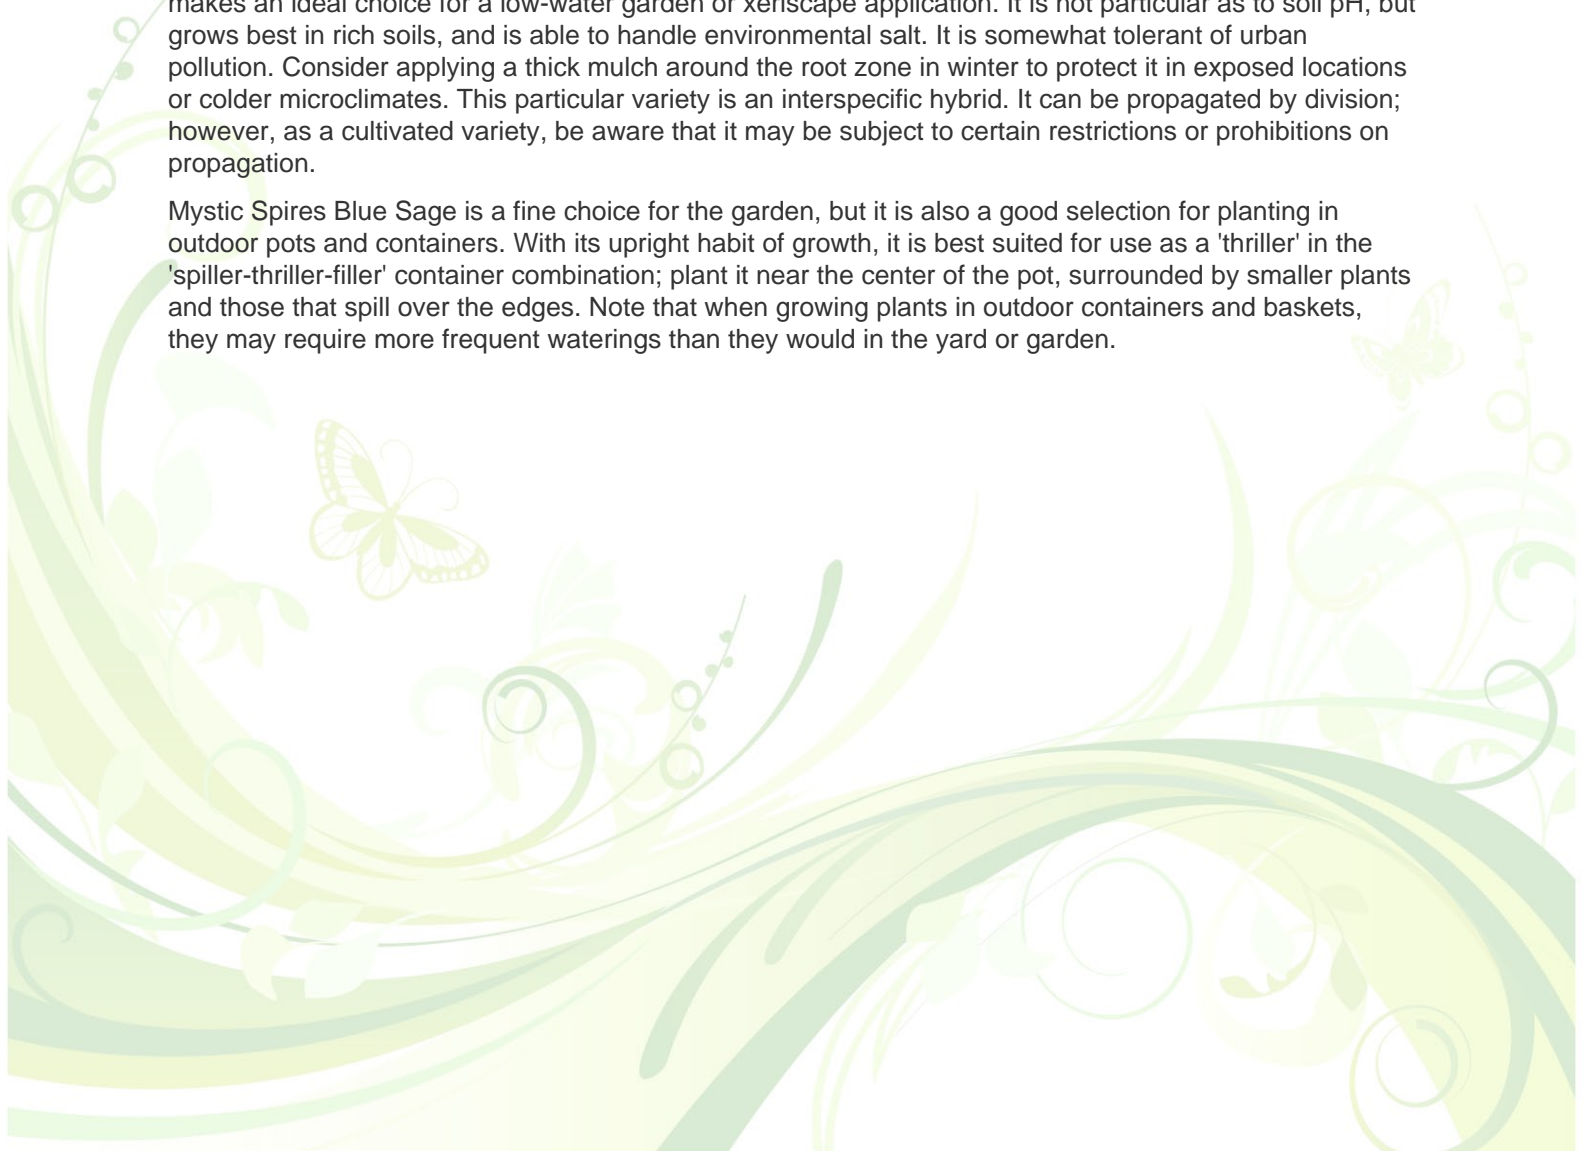 makes an ideal choice for a low-water garden or xeriscape application. It is not particular as to soil pH, but
grows best in rich soils, and is able to handle environmental salt. It is somewhat tolerant of urban
pollution. Consider applying a thick mulch around the root zone in winter to protect it in exposed locations
or colder microclimates. This particular variety is an interspecific hybrid. It can be propagated by division;
however, as a cultivated variety, be aware that it may be subject to certain restrictions or prohibitions on
propagation.
Mystic Spires Blue Sage is a fine choice for the garden, but it is also a good selection for planting in
outdoor pots and containers. With its upright habit of growth, it is best suited for use as a 'thriller' in the
'spiller-thriller-filler' container combination; plant it near the center of the pot, surrounded by smaller plants
and those that spill over the edges. Note that when growing plants in outdoor containers and baskets,
they may require more frequent waterings than they would in the yard or garden.